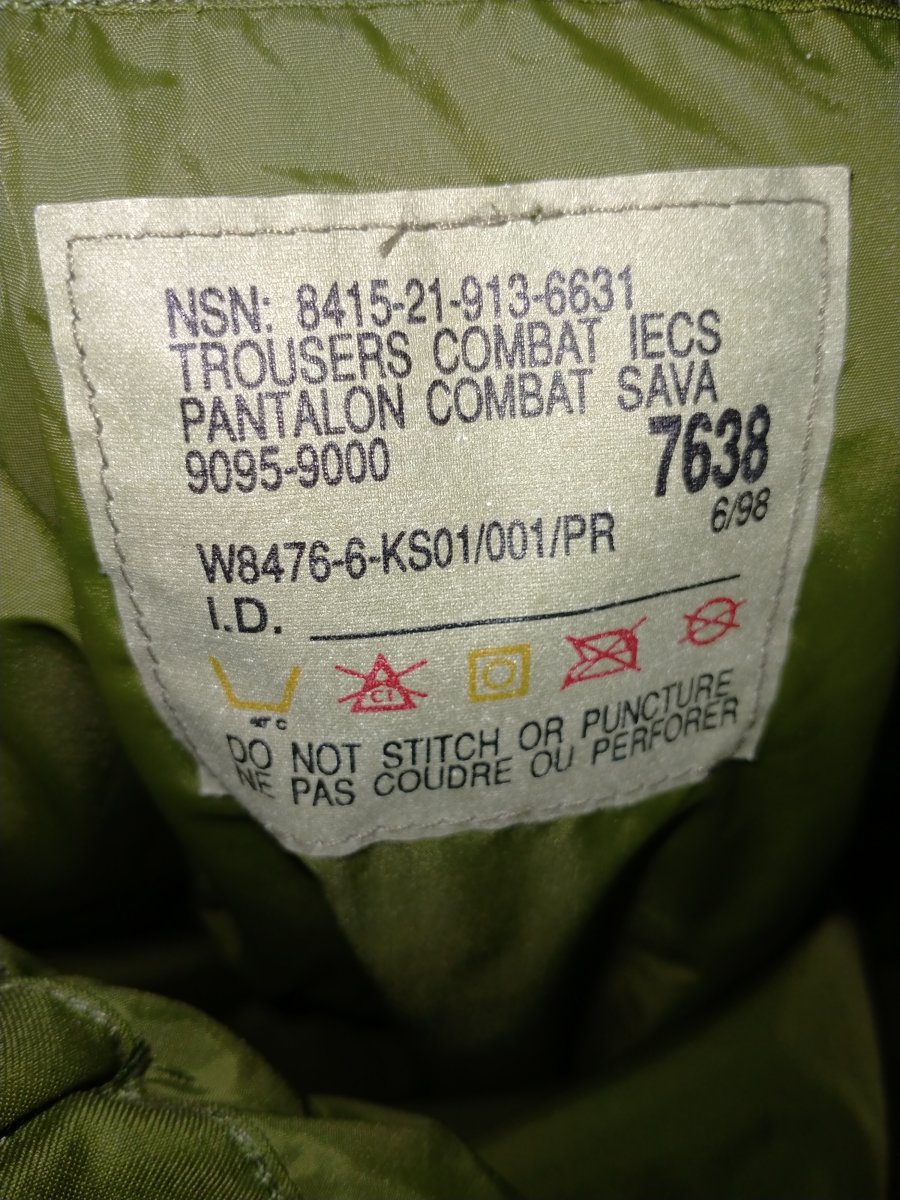 NSN: 8415-21-913-6631
TROUSERS COMBAT IECS
PANTALON COMBAT SAVA
9095-9000 7638
6/98
W8476-6-KS01/001/PR
I.D.
Cl
40° C
DO NOT STITCH OR PUNCTURE
NE PAS COUDRE OU PERFORER